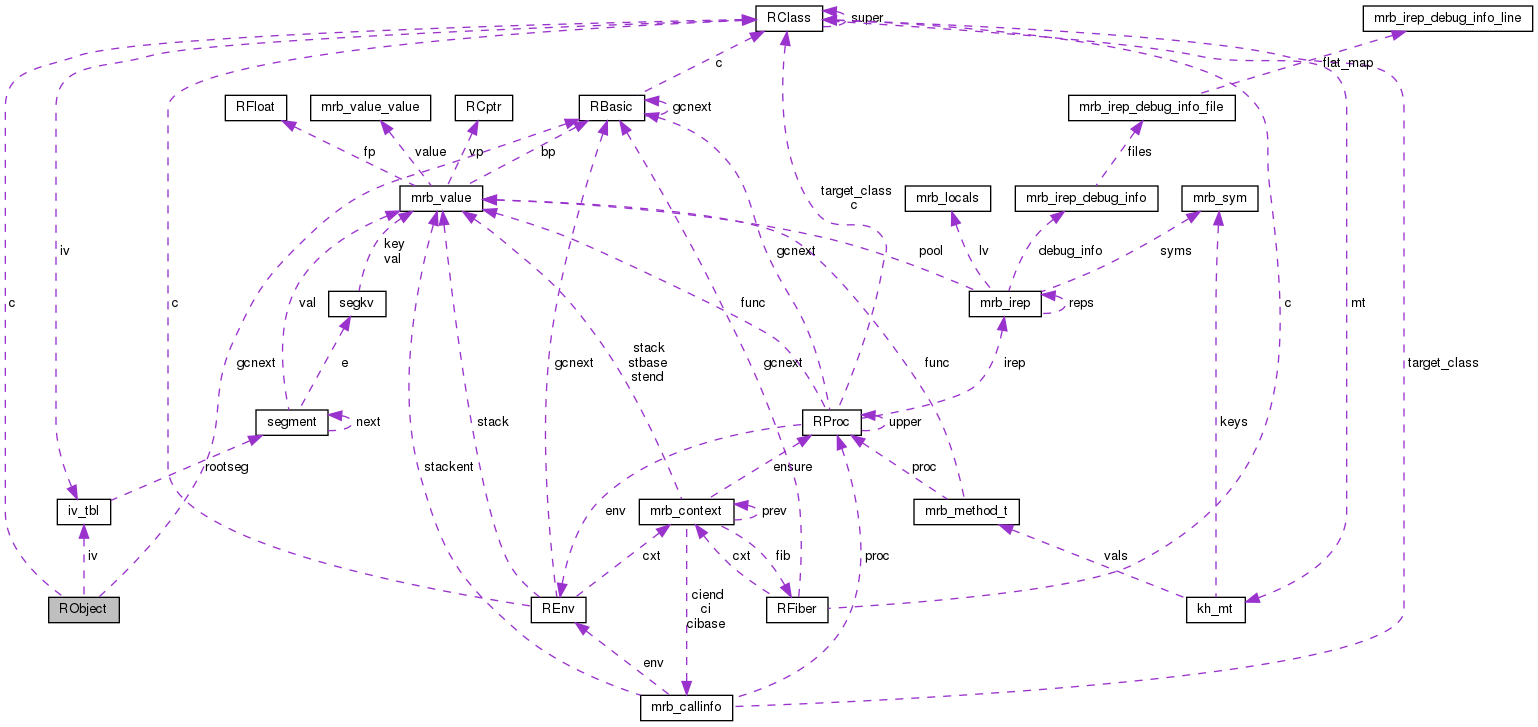 RClass
mrb_irep_debug_info_line
super
c
flat_map
RFloat
mrb_value_value
RCptr
RBasic
gcnext
mrb_irep_debug_info_file
fp
value
vp
bp
files
mrb_value
target_class
c
mrb_locals
mrb_irep_debug_info
mrb_sym
iv
key
val
pool
lv
debug_info
syms
gcnext
c
c
val
segkv
func
mrb_irep
reps
c
mt
gcnext
e
stack
stbase
stend
gcnext
gcnext
func
irep
target_class
segment
next
stack
RProc
upper
keys
rootseg
stackent
ensure
proc
iv_tbl
env
mrb_context
prev
mrb_method_t
iv
cxt
fib
cxt
proc
vals
RObject
REnv
ciend
ci
cibase
RFiber
kh_mt
env
mrb_callinfo